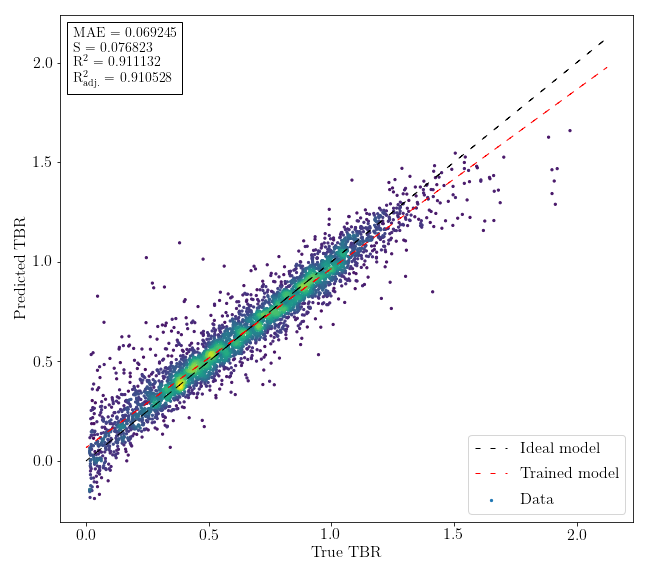 MAE = 0.069245
S = 0.076823
R² = 0.911132
R²adj. = 0.910528
2.0
1.5
1.0
0.5
0.0
Predicted TBR
Ideal model
Trained model
Data
0.0 0.5 1.0 1.5 2.0
True TBR